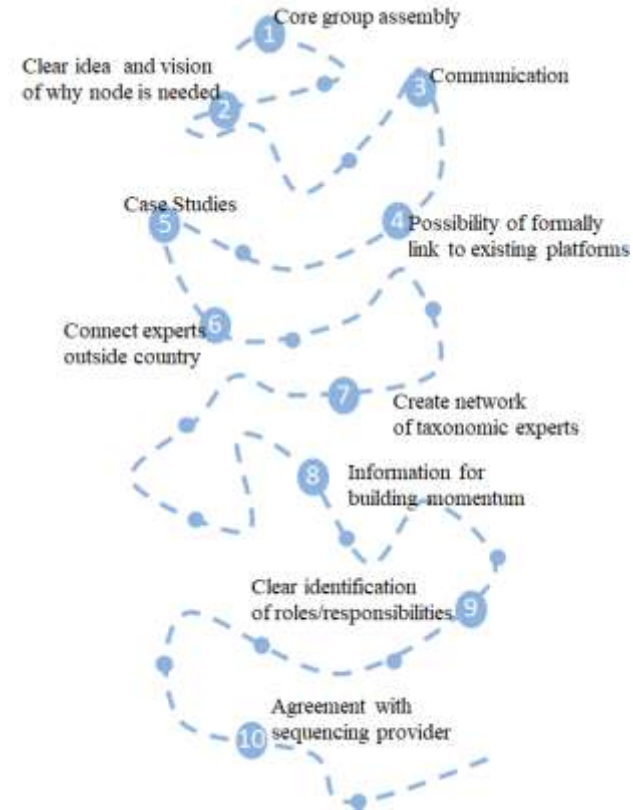 1
Core group assembly
Clear idea and vision
of why node is needed
2
3
Communication
Case Studies
5
4
Possibility of formally
link to existing platforms
6
Connect experts
outside country
7
Create network
of taxonomic experts
8
Information for
building momentum
Clear identification
of roles/responsibilities
9
Agreement with
sequencing provider
10